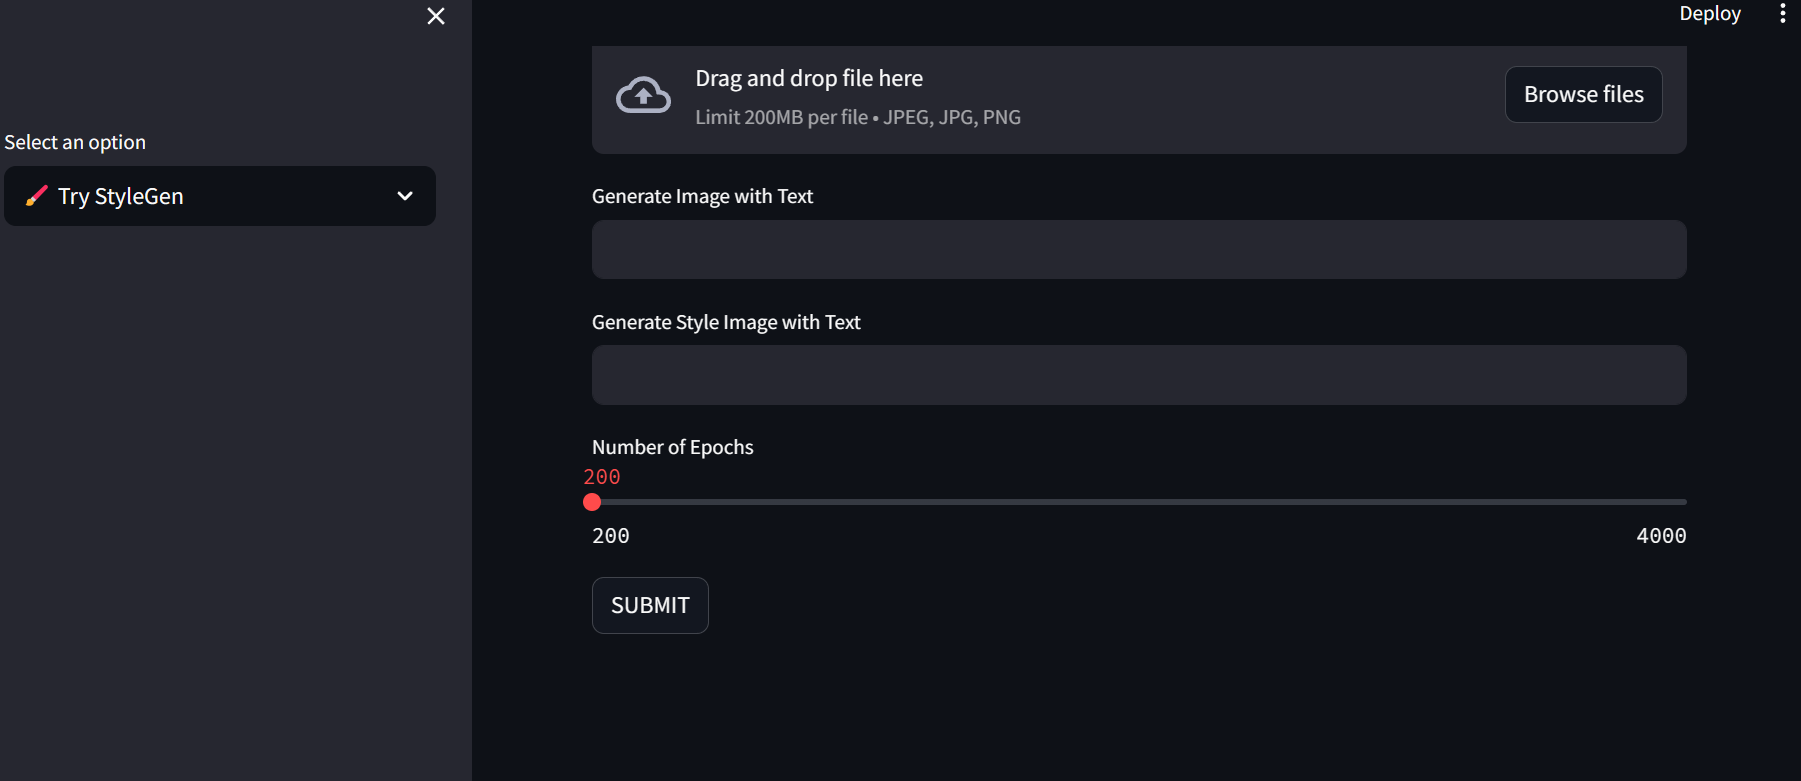 Deploy
Select an option
Try StyleGen
Drag and drop file here
Limit 200MB per file • JPEG, JPG, PNG
Browse files
Generate Image with Text
Generate Style Image with Text
Number of Epochs
200
200
4000
SUBMIT